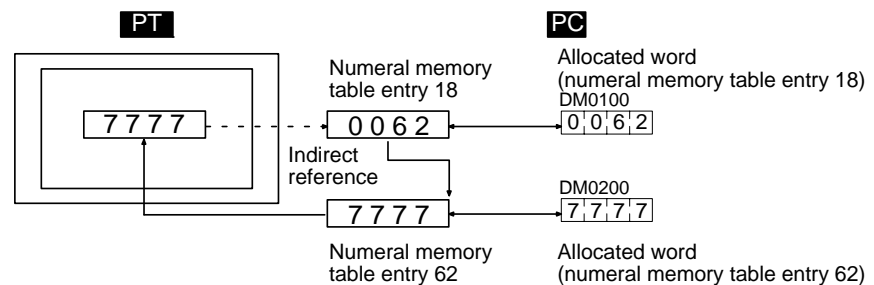 PT
PC
Numeral memory
table entry 18
Allocated word
(numeral memory table entry 18)
DM0100
7777
0062
0062
Indirect
reference
DM0200
7777
7777
Numeral memory
table entry 62
Allocated word
(numeral memory table entry 62)